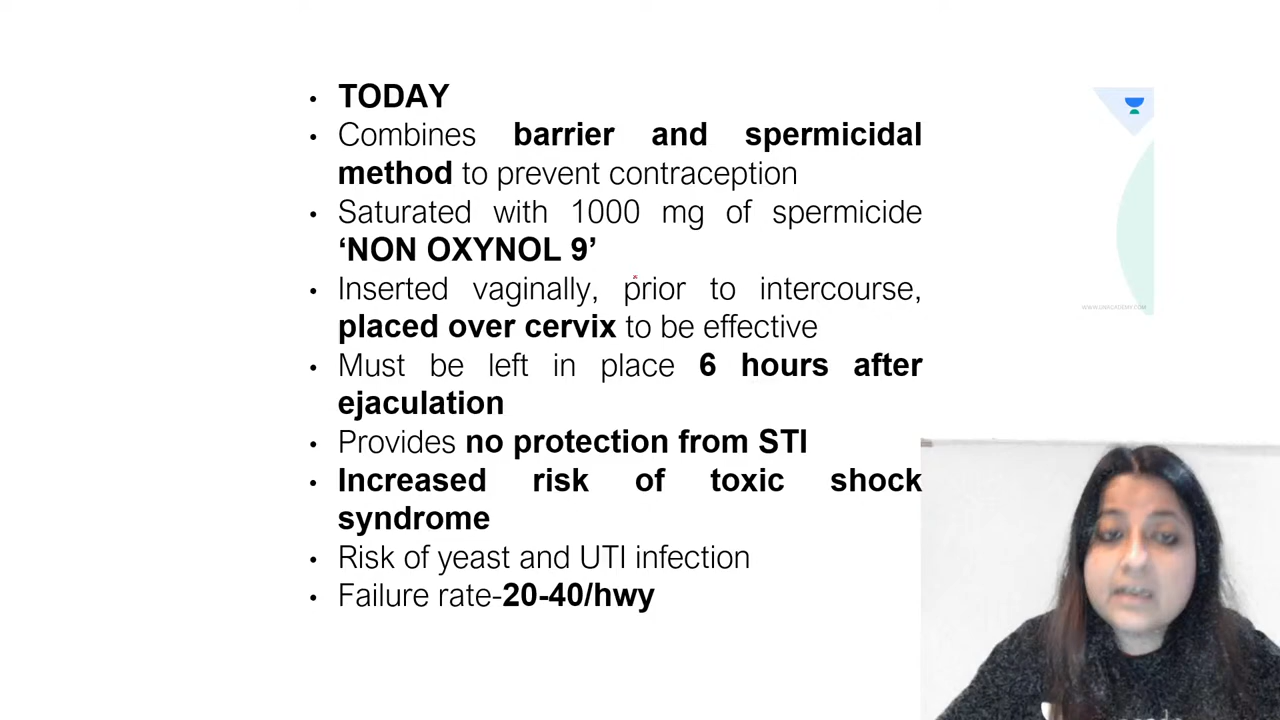 • TODAY
• Combines barrier and spermicidal
method to prevent contraception
• Saturated with 1000 mg of spermicide
‘NON OXYNOL 9’
• Inserted vaginally, prior to intercourse,
placed over cervix to be effective
• Must be left in place 6 hours after
ejaculation
• Provides no protection from STI
• Increased risk of toxic shock
syndrome
• Risk of yeast and UTI infection
• Failure rate-20-40/hwy
WWW.UNACADEMY.COM